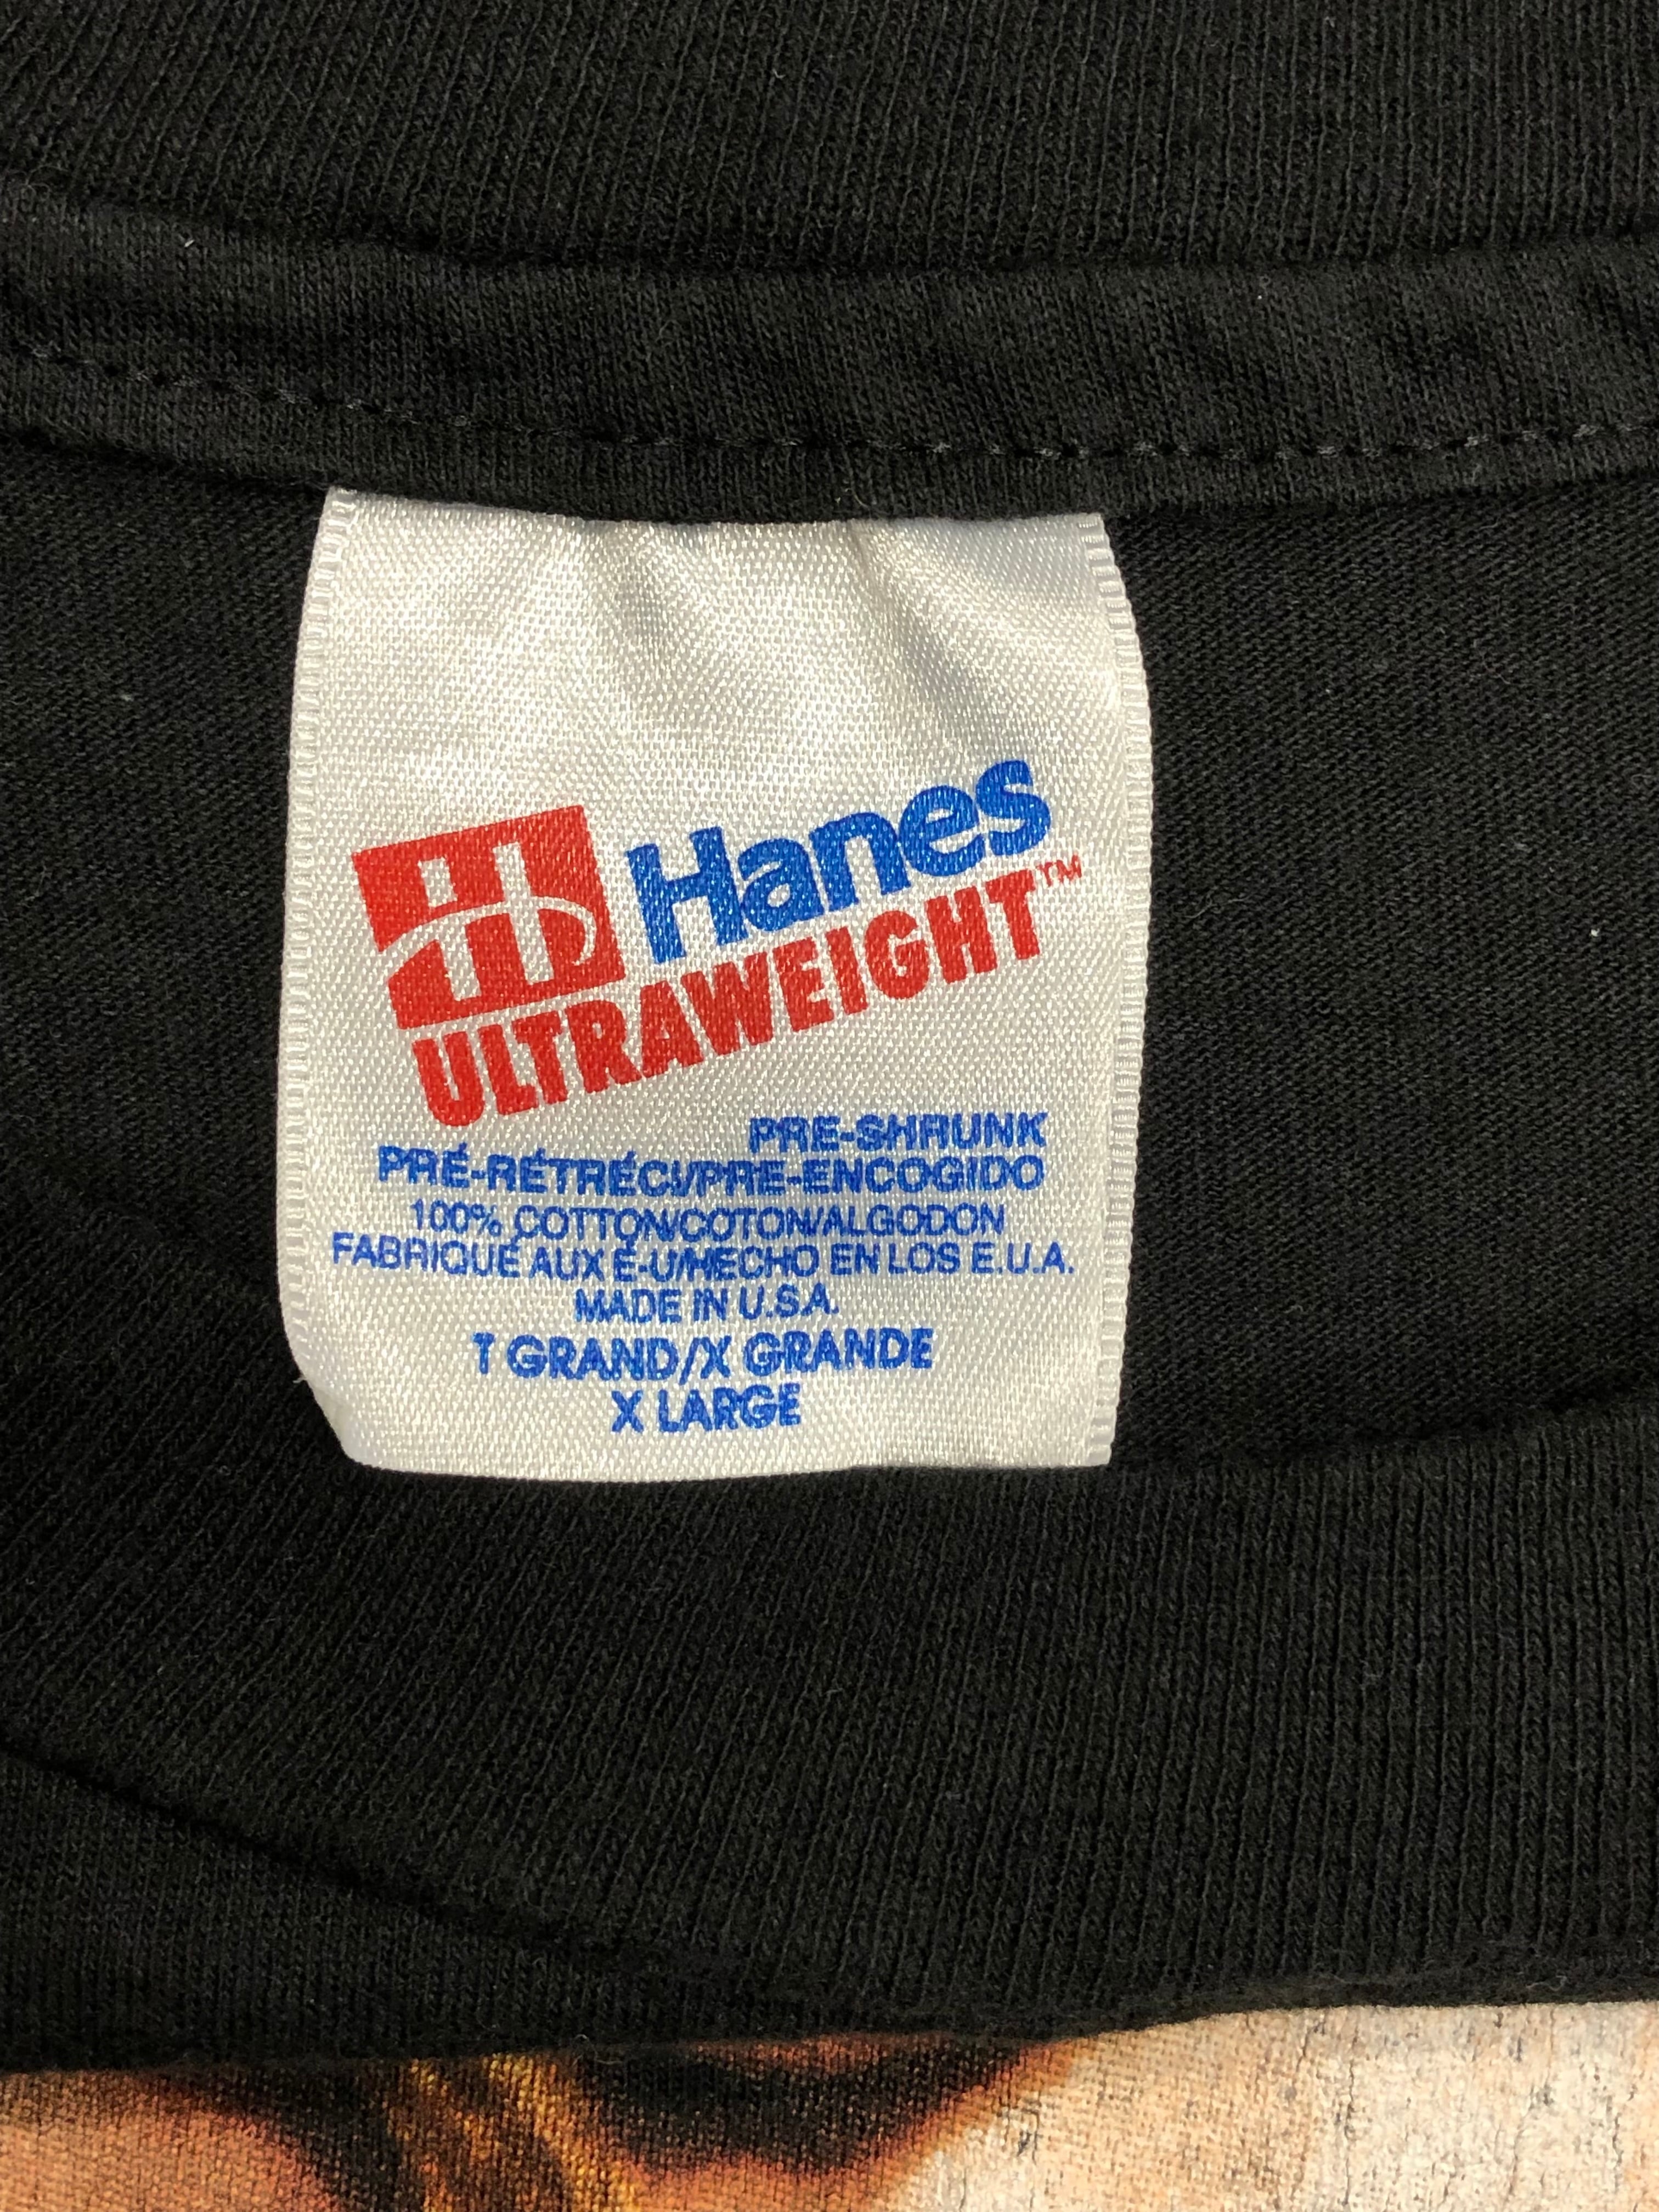 H Hanes
ULTRAWEIGHT™
PRE-SHRUNK
PRÉ-RÉTRÉCI/PRE-ENCOGIDO
100% COTTON/COTON/ALGODON
FABRIQUÉ AUX É-U/HECHO EN LOS E.U.A.
MADE IN U.S.A.
T GRAND/X GRANDE
X LARGE